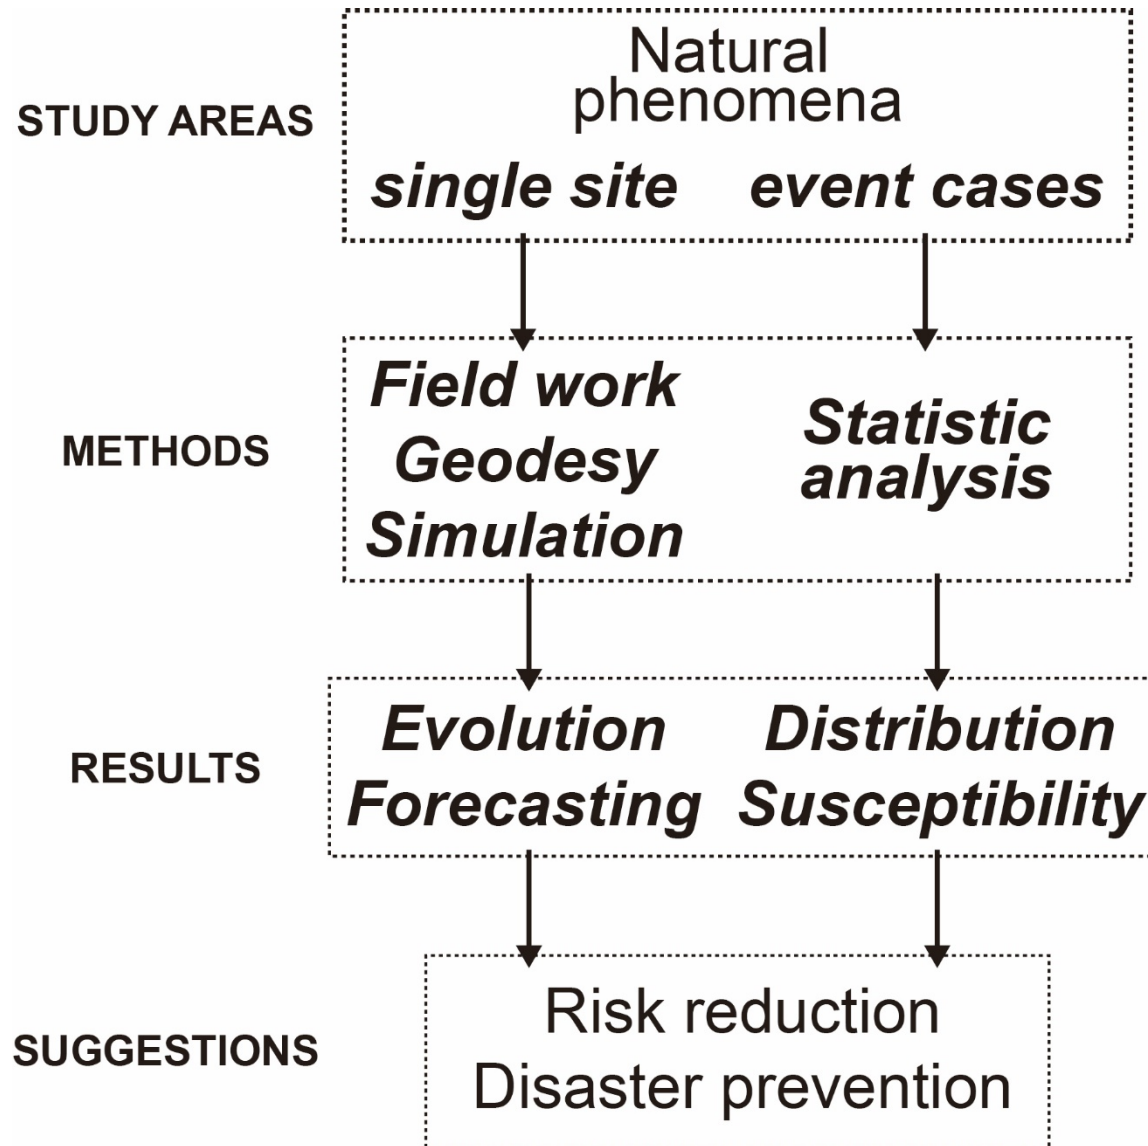 STUDY AREAS
Natural
phenomena
single site event cases
METHODS
Field work
Geodesy
Simulation
Statistic
analysis
RESULTS
Evolution Distribution
Forecasting Susceptibility
SUGGESTIONS
Risk reduction
Disaster prevention